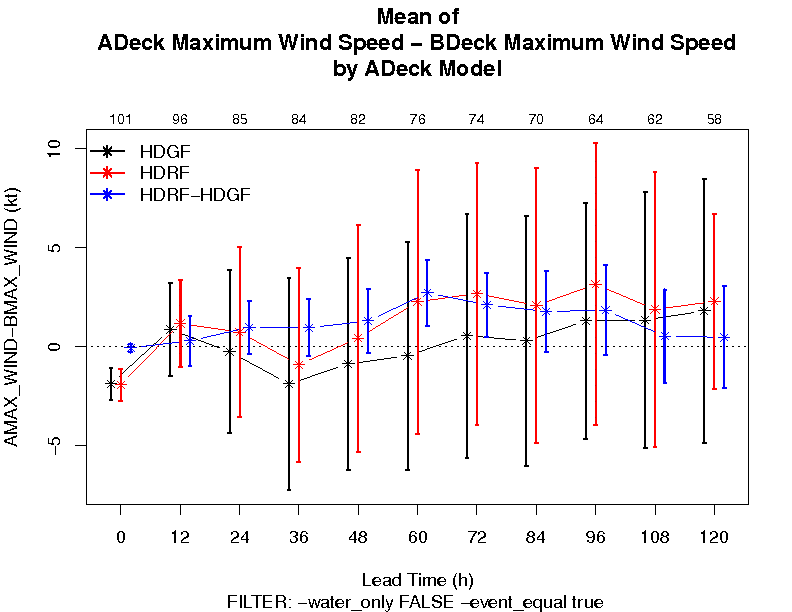 Mean of
ADeck Maximum Wind Speed − BDeck Maximum Wind Speed
by ADeck Model
101 96 85 84 82 76 74 70 64 62 58
HDGF
HDRF
HDRF−HDGF
AMAX_WIND−BMAX_WIND (kt)
10
5
0
−5
0 12 24 36 48 60 72 84 96 108 120
Lead Time (h)
FILTER: −water_only FALSE −event_equal true